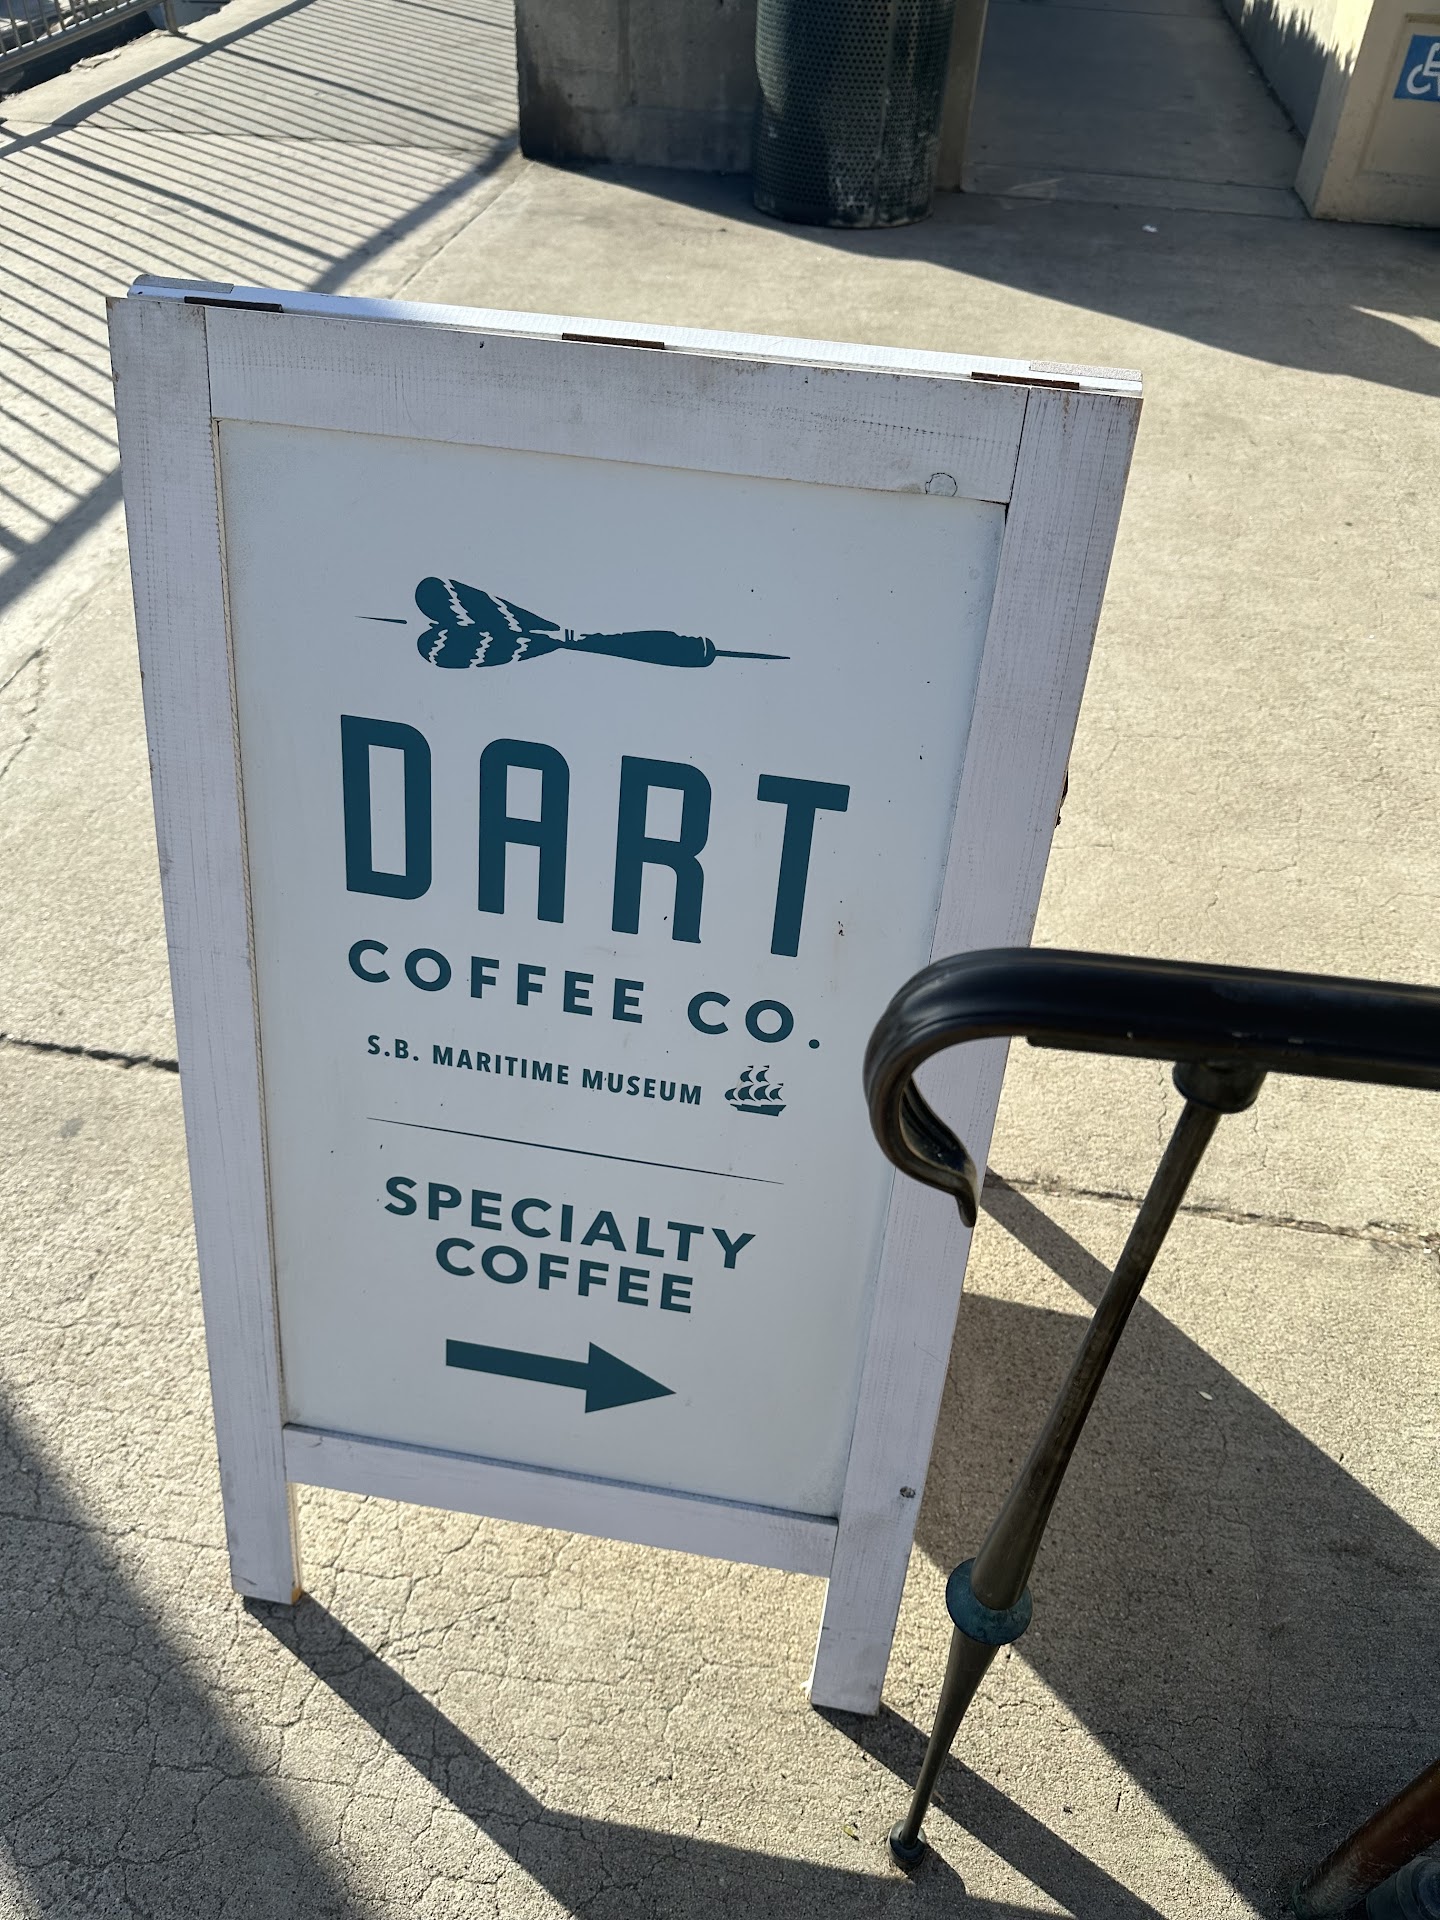 DART
COFFEE CO.
S.B. MARITIME MUSEUM
SPECIALTY
COFFEE